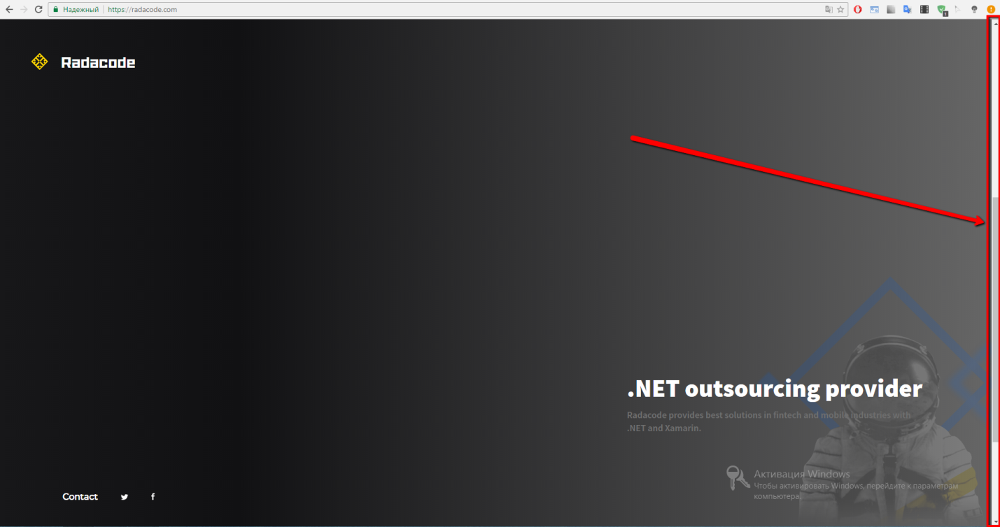 Надежный | https://radacode.com
1
Radacode
.NET outsourcing provider
Radacode provides best solutions in fintech and mobile industries with
.NET and Xamarin.
Активация Windows
Чтобы активировать Windows, перейдите к параметрам
компьютера.
Contact